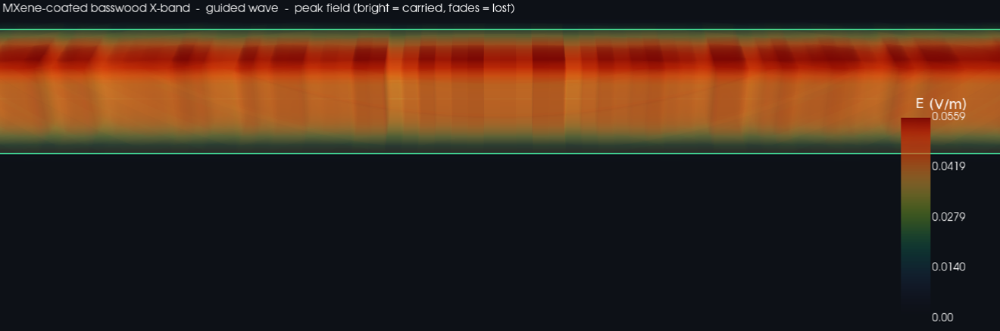 MXene-coated basswood X-band - guided wave - peak field (bright = carried, fades = lost)
E (V/m)
0.0559
0.0419
0.0279
0.0140
0.00